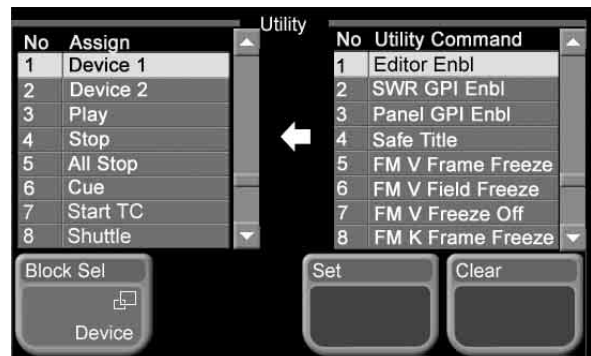 Utility
No Assign
1 Device 1
2 Device 2
3 Play
4 Stop
5 All Stop
6 Cue
7 Start TC
8 Shuttle
No Utility Command
1 Editor Enbl
2 SWR GPI Enbl
3 Panel GPI Enbl
4 Safe Title
5 FM V Frame Freeze
6 FM V Field Freeze
7 FM V Freeze Off
8 FM K Frame Freeze
Block Sel
Device
Set
Clear